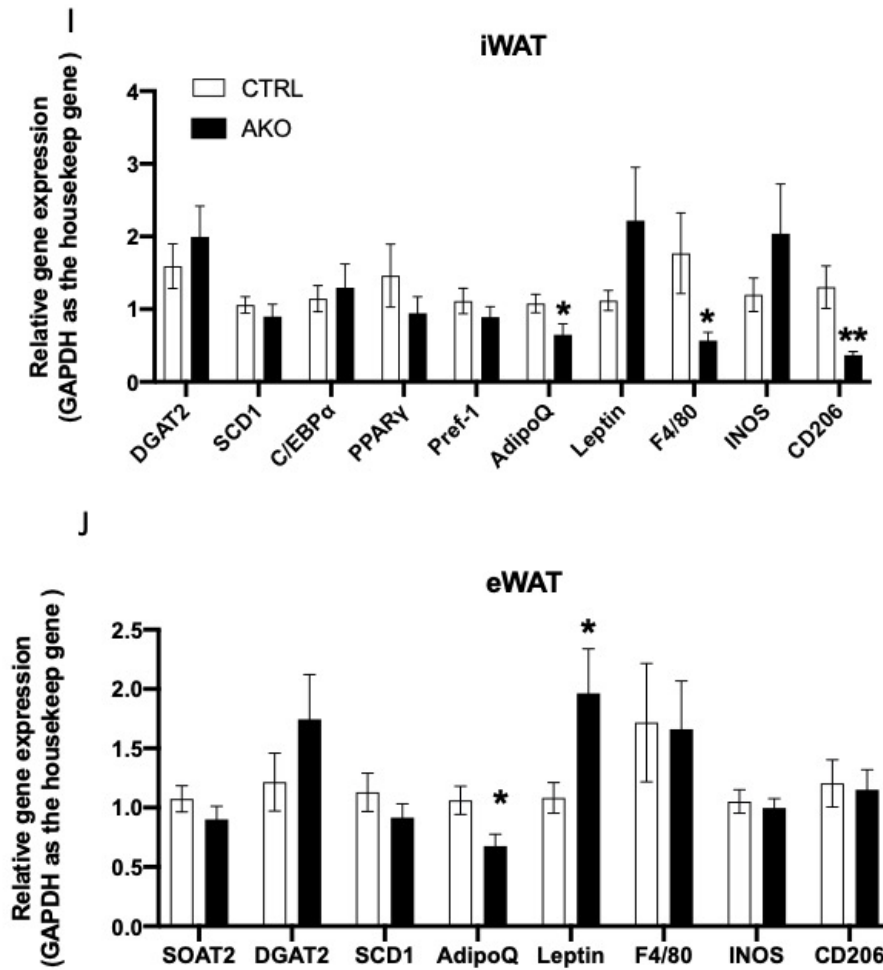 I
iWAT
CTRL
AKO
Relative gene expression
(GAPDH as the housekeep gene )
4
3
2
1
0
*
*
**
DGAT2 SCD1 C/EBPα PPARγ Pref-1 AdipoQ Leptin F4/80 INOS CD206
J
eWAT
Relative gene expression
(GAPDH as the housekeep gene )
2.5
2.0
1.5
1.0
0.5
0.0
*
*
SOAT2 DGAT2 SCD1 AdipoQ Leptin F4/80 INOS CD206